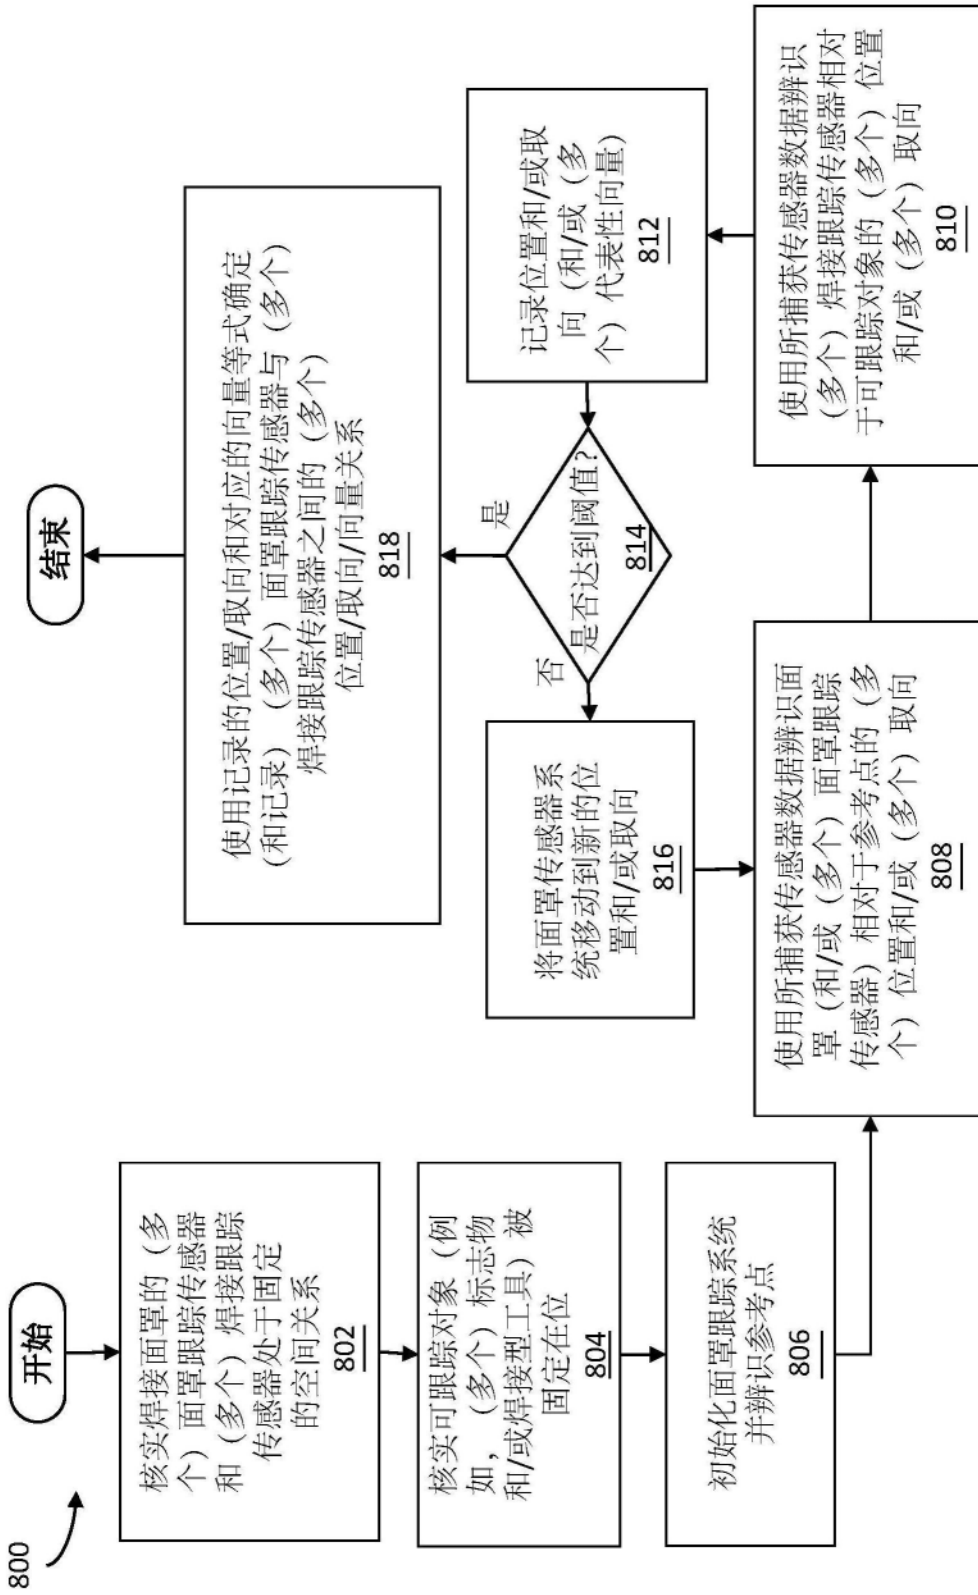 800
开始
核实焊接面罩的（多
个）面罩跟踪传感器
和（多个）焊接跟踪
传感器处于固定
的空间关系
802
核实可跟踪对象（例
如，（多个）标志物
和/或焊接型工具）被
固定在位
804
初始化面罩跟踪系统
并辨识参考点
806
使用所捕获传感器数据辨识面
罩（和/或（多个）面罩跟踪
传感器）相对于参考点的（多
个）位置和/或（多个）取向
808
使用所捕获传感器数据辨识
（多个）焊接跟踪传感器相对
于可跟踪对象的（多个）位置
和/或（多个）取向
810
记录位置和/或取
向（和/或（多
个）代表性向量）
812
是否达到阈值？
814
否
是
将面罩传感器系
统移动到新的位
置和/或取向
816
使用记录的位置/取向和对应的向量等式确定
（和记录）（多个）面罩跟踪传感器与（多个）
焊接跟踪传感器之间的（多个）
位置/取向/向量关系
818
结束